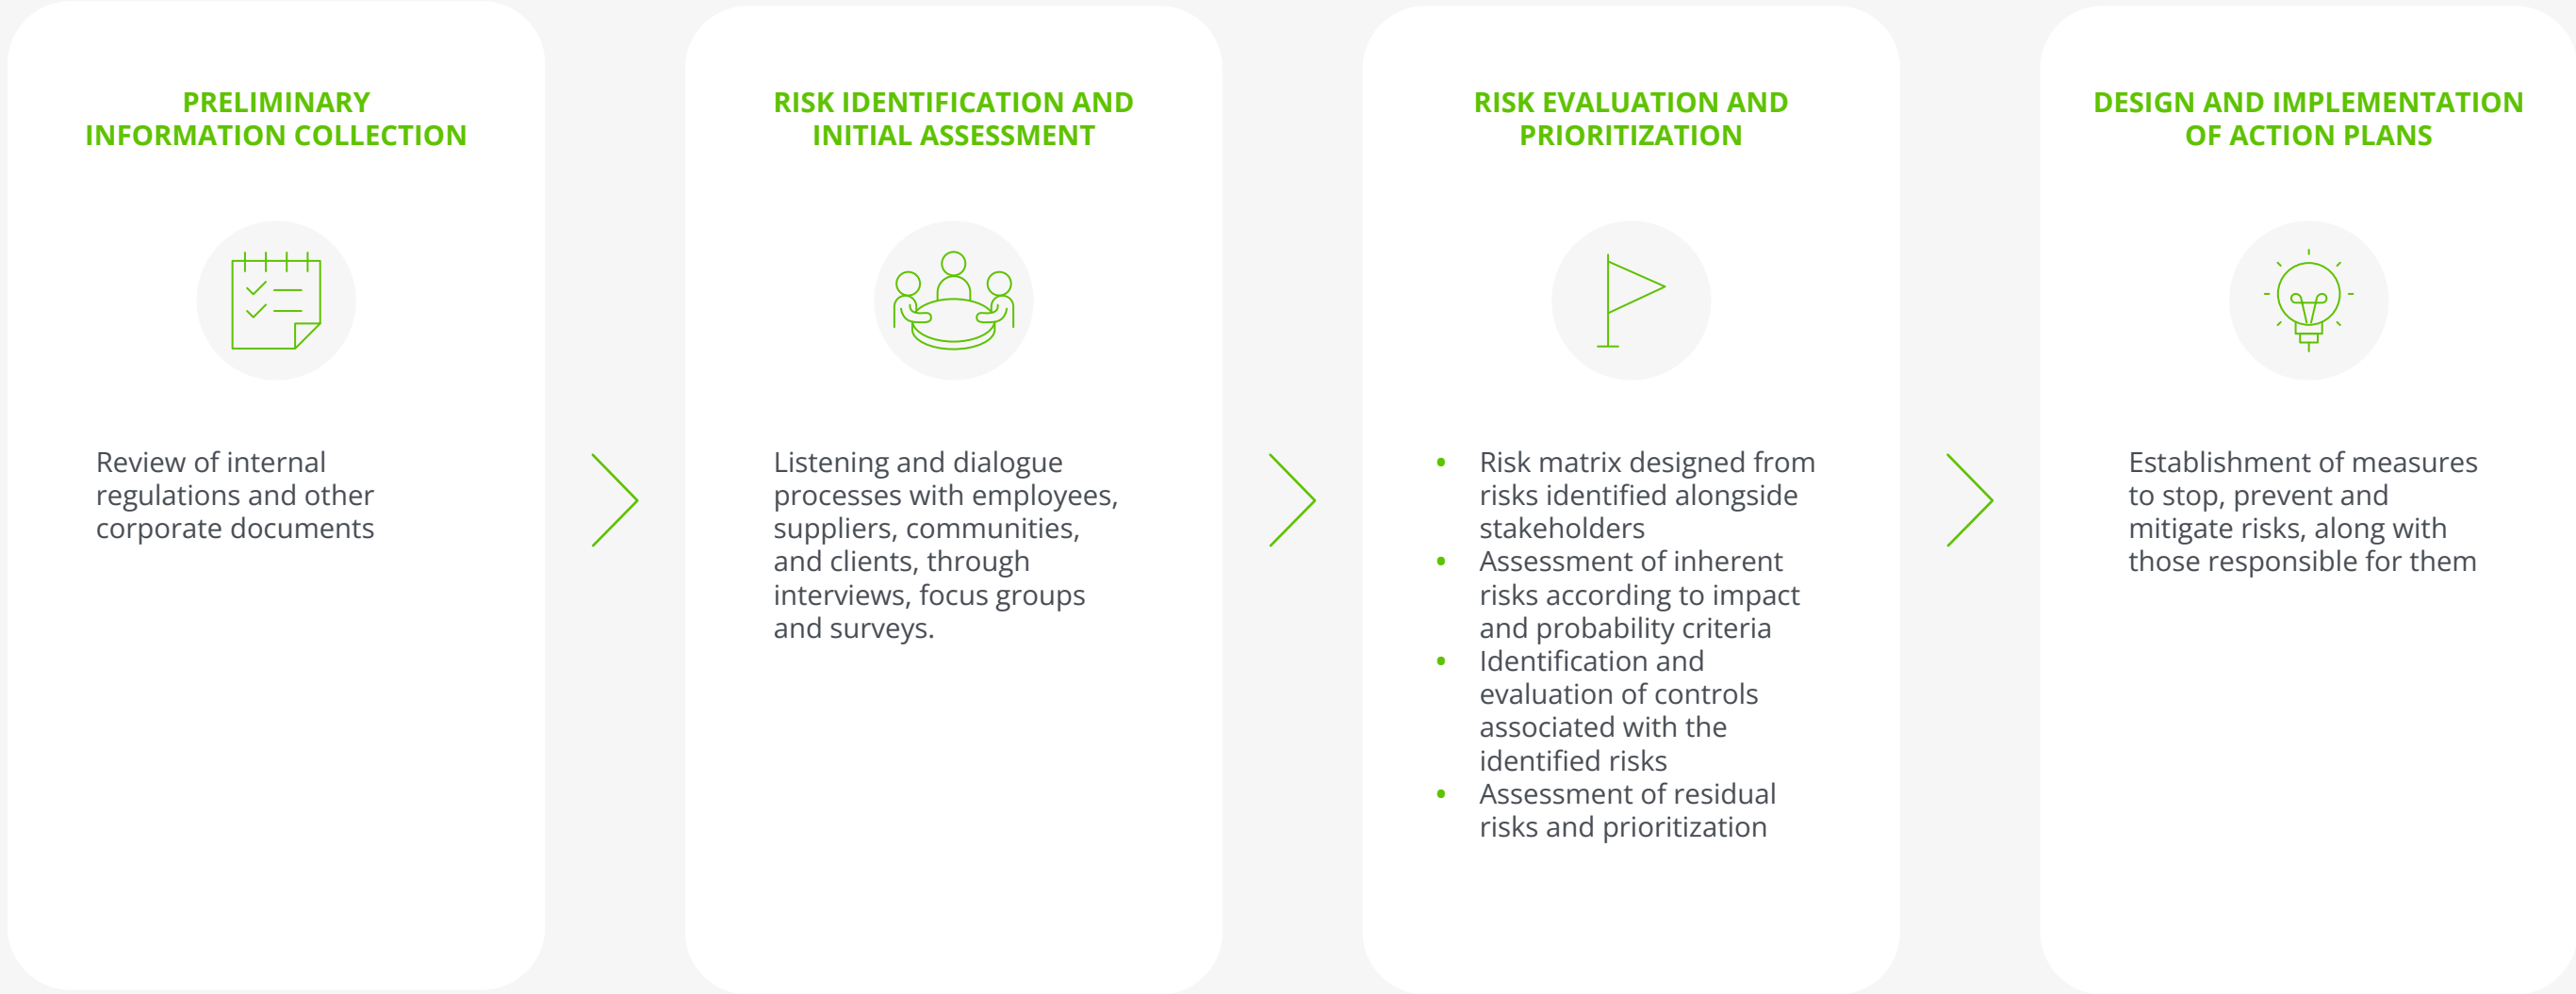 PRELIMINARY
INFORMATION COLLECTION
Review of internal
regulations and other
corporate documents
RISK IDENTIFICATION AND
INITIAL ASSESSMENT
Listening and dialogue
processes with employees,
suppliers, communities,
and clients, through
interviews, focus groups
and surveys.
RISK EVALUATION AND
PRIORITIZATION
• Risk matrix designed from
risks identified alongside
stakeholders
• Assessment of inherent
risks according to impact
and probability criteria
• Identification and
evaluation of controls
associated with the
identified risks
• Assessment of residual
risks and prioritization
DESIGN AND IMPLEMENTATION
OF ACTION PLANS
Establishment of measures
to stop, prevent and
mitigate risks, along with
those responsible for them